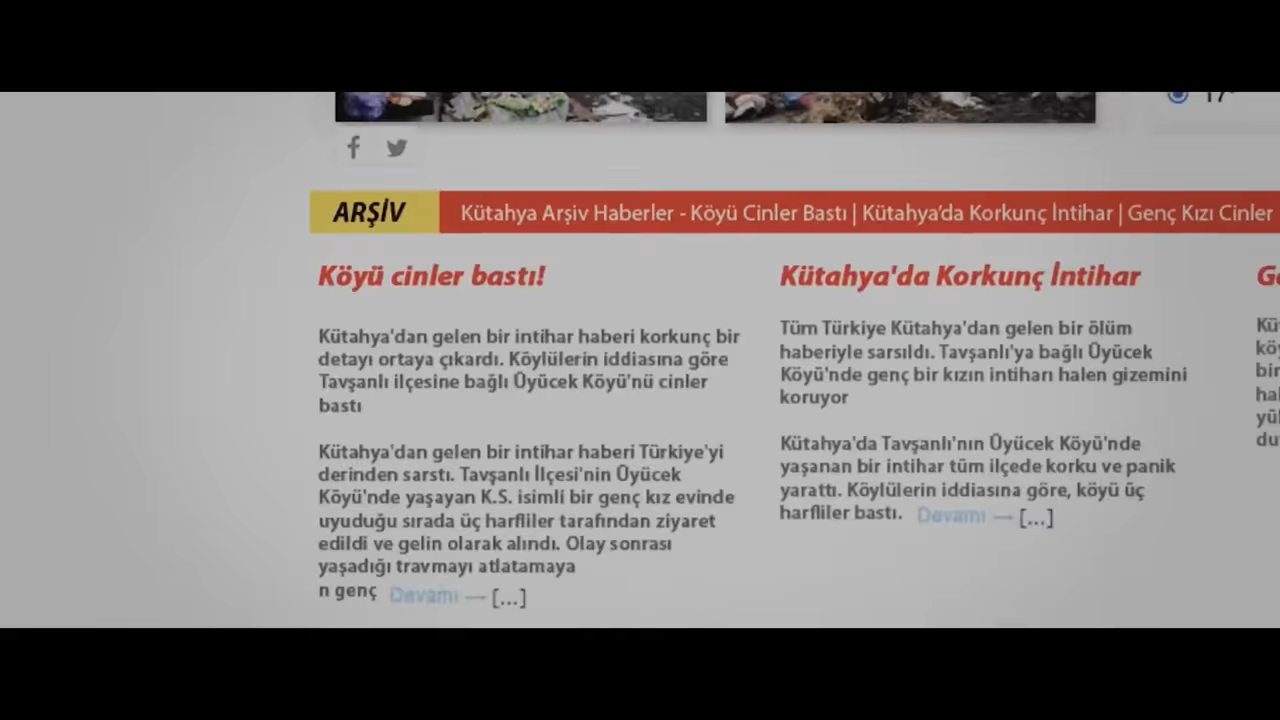 17°
ARŞİV
Kütahya Arşiv Haberler - Köyü Cinler Bastı | Kütahya'da Korkunç İntihar | Genç Kızı Cinler
Köyü cinler bastı!
Kütahya'dan gelen bir intihar haberi korkunç bir
detayı ortaya çıkardı. Köylülerin iddiasına göre
Tavşanlı ilçesine bağlı Üyücek Köyü'nü cinler
bastı
Kütahya'dan gelen bir intihar haberi Türkiye'yi
derinden sarstı. Tavşanlı İlçesi'nin Üyücek
Köyü'nde yaşayan K.S. isimli bir genç kız evinde
uyuduğu sırada üç harfliler tarafından ziyaret
edildi ve gelin olarak alındı. Olay sonrası
yaşadığı travmayı atlatamaya
n genç Devamı — [...]
Kütahya'da Korkunç İntihar
Tüm Türkiye Kütahya'dan gelen bir ölüm
haberiyle sarsıldı. Tavşanlı'ya bağlı Üyücek
Köyü'nde genç bir kızın intiharı halen gizemini
koruyor
Kütahya'da Tavşanlı'nın Üyücek Köyü'nde
yaşanan bir intihar tüm ilçede korku ve panik
yarattı. Köylülerin iddiasına göre, köyü üç
harfliler bastı. Devamı — [...]